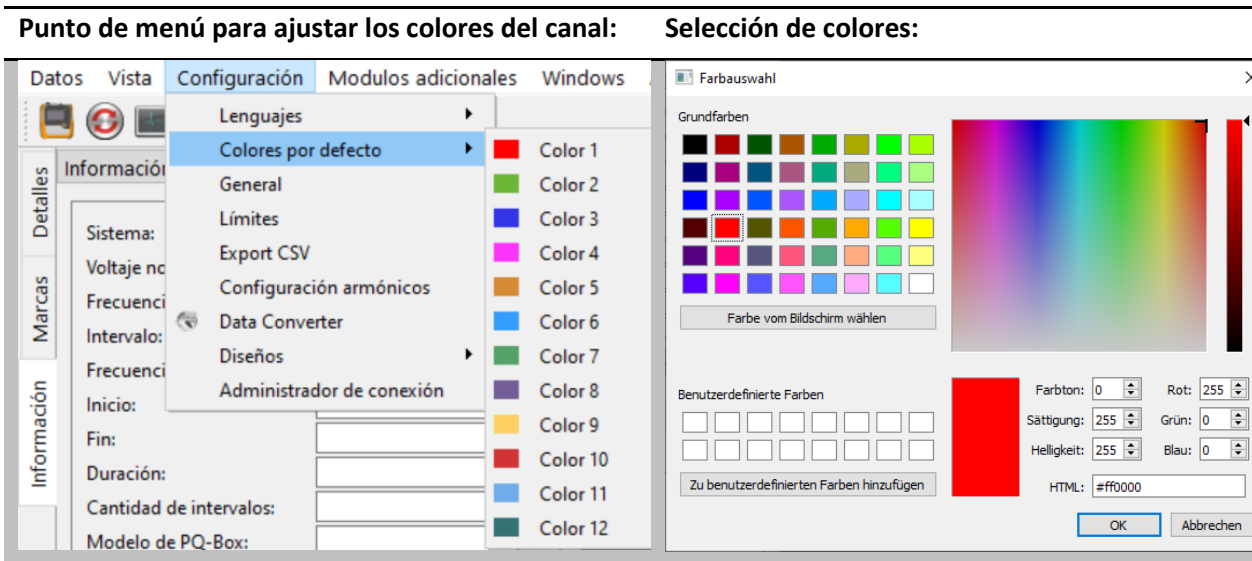 Punto de menú para ajustar los colores del canal:
Selección de colores:
Datos Vista Configuración Modulos adicionales Windows
Lenguajes
Colores por defecto
General
Límites
Export CSV
Configuración armónicos
Data Converter
Diseños
Administrador de conexión
Color 1
Color 2
Color 3
Color 4
Color 5
Color 6
Color 7
Color 8
Color 9
Color 10
Color 11
Color 12
Detalles
Marcas
Información
Informació
Sistema:
Voltaje no
Frecuenci
Intervalo:
Frecuenci
Inicio:
Fin:
Duración:
Cantidad de intervalos:
Modelo de PQ-Box:
Farbauswahl
Grundfarben
Farbe vom Bildschirm wählen
Benutzerdefinierte Farben
Zu benutzerdefinierten Farben hinzufügen
Farbton: 0 Rot: 255
Sättigung: 255 Grün: 0
Helligkeit: 255 Blau: 0
HTML: #ff0000
OK Abbrechen